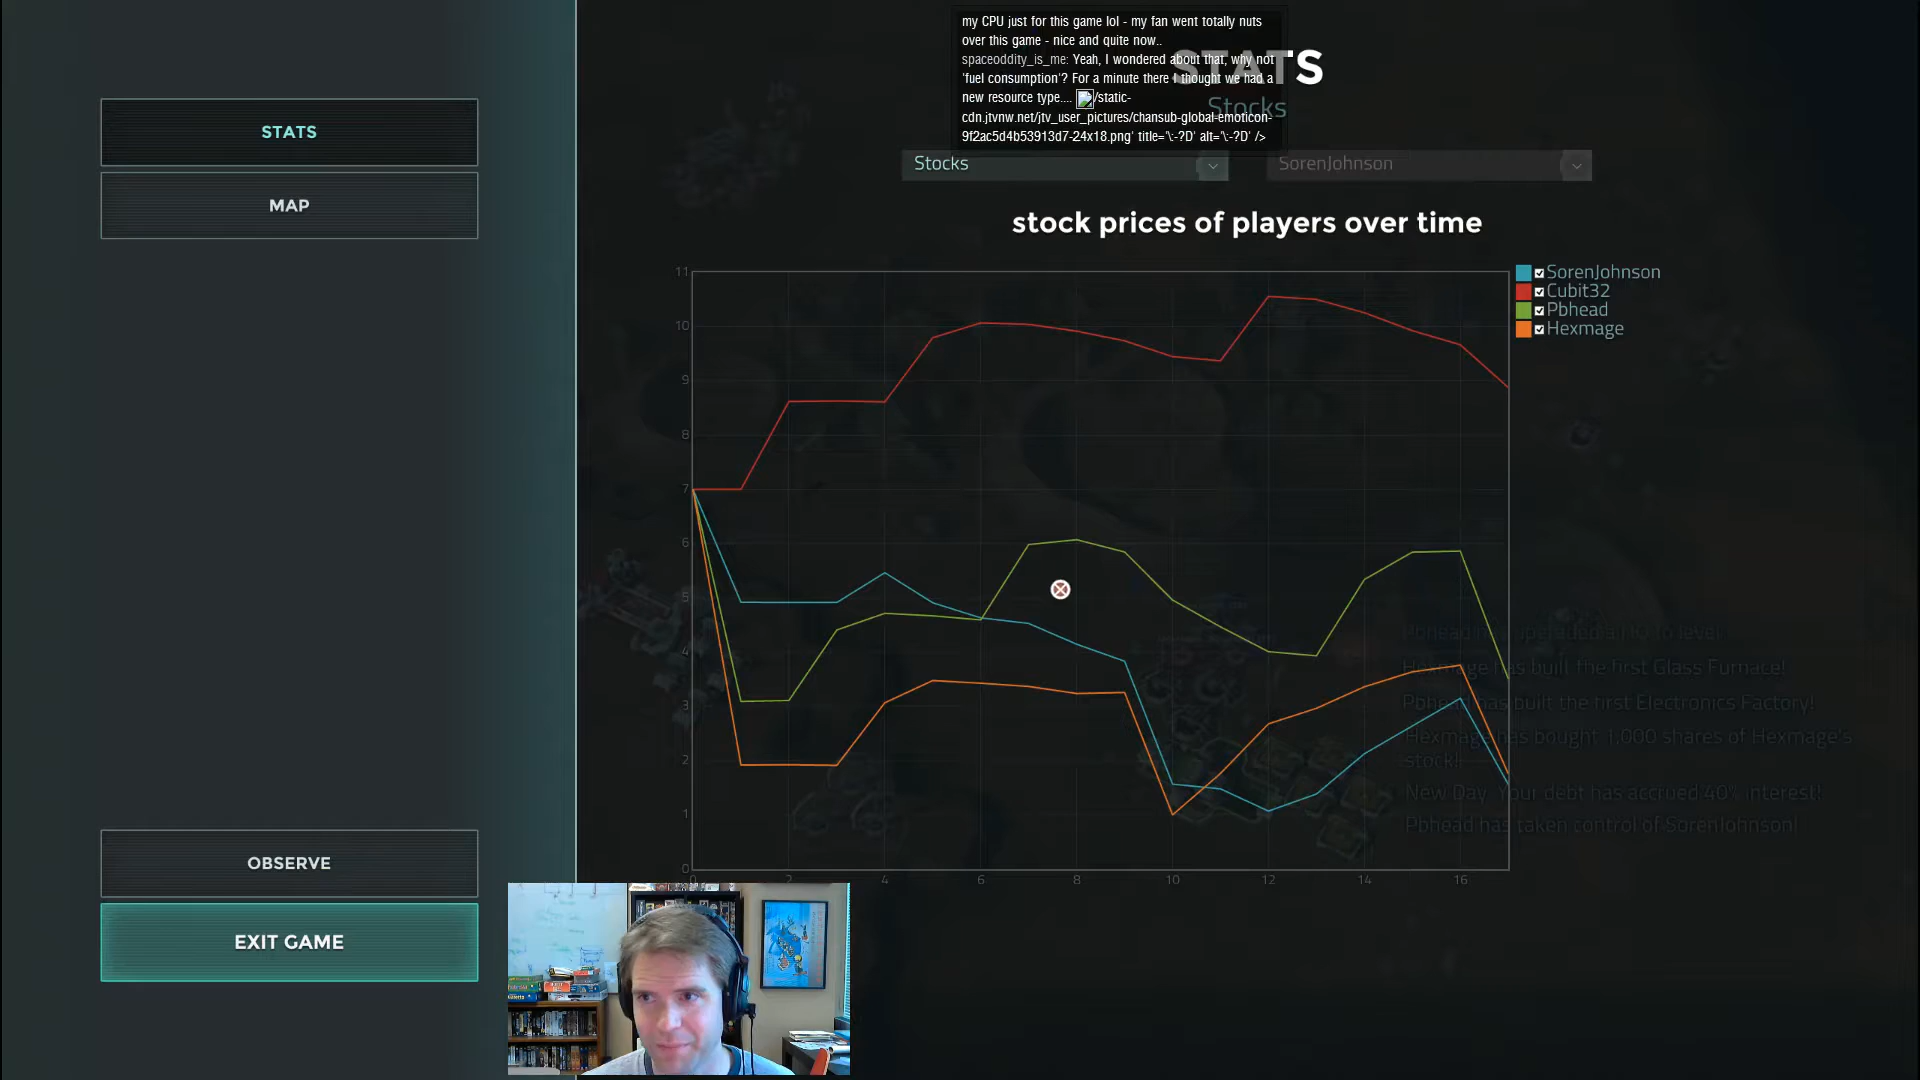 my CPU just for this game lol - my fan went totally nuts
over this game - nice and quite now..
spaceoddity_is_me: Yeah, I wondered about that, why not
'fuel consumption'? For a minute there I thought we had a
new resource type.... /static-
cdn.jtvnw.net/jtv_user_pictures/chansub-global-emoticon-
9f2ac5d4b53913d7-24x18.png' title='\:-?D' alt='\:-?D' />
STATS
Stocks
STATS
MAP
Stocks
SorenJohnson
stock prices of players over time
SorenJohnson
Cubit32
Pbhead
Hexmage
11
10
9
8
7
6
5
4
3
2
1
0
0 2 4 6 8 10 12 14 16
Hexmage has built the first Glass Furnace!
Pbhead has built the first Electronics Factory!
Hexmage has bought 1,000 shares of Hexmage's
stock!
New Day. Your debt has accrued 40% interest!
Pbhead has taken control of SorenJohnson!
OBSERVE
EXIT GAME